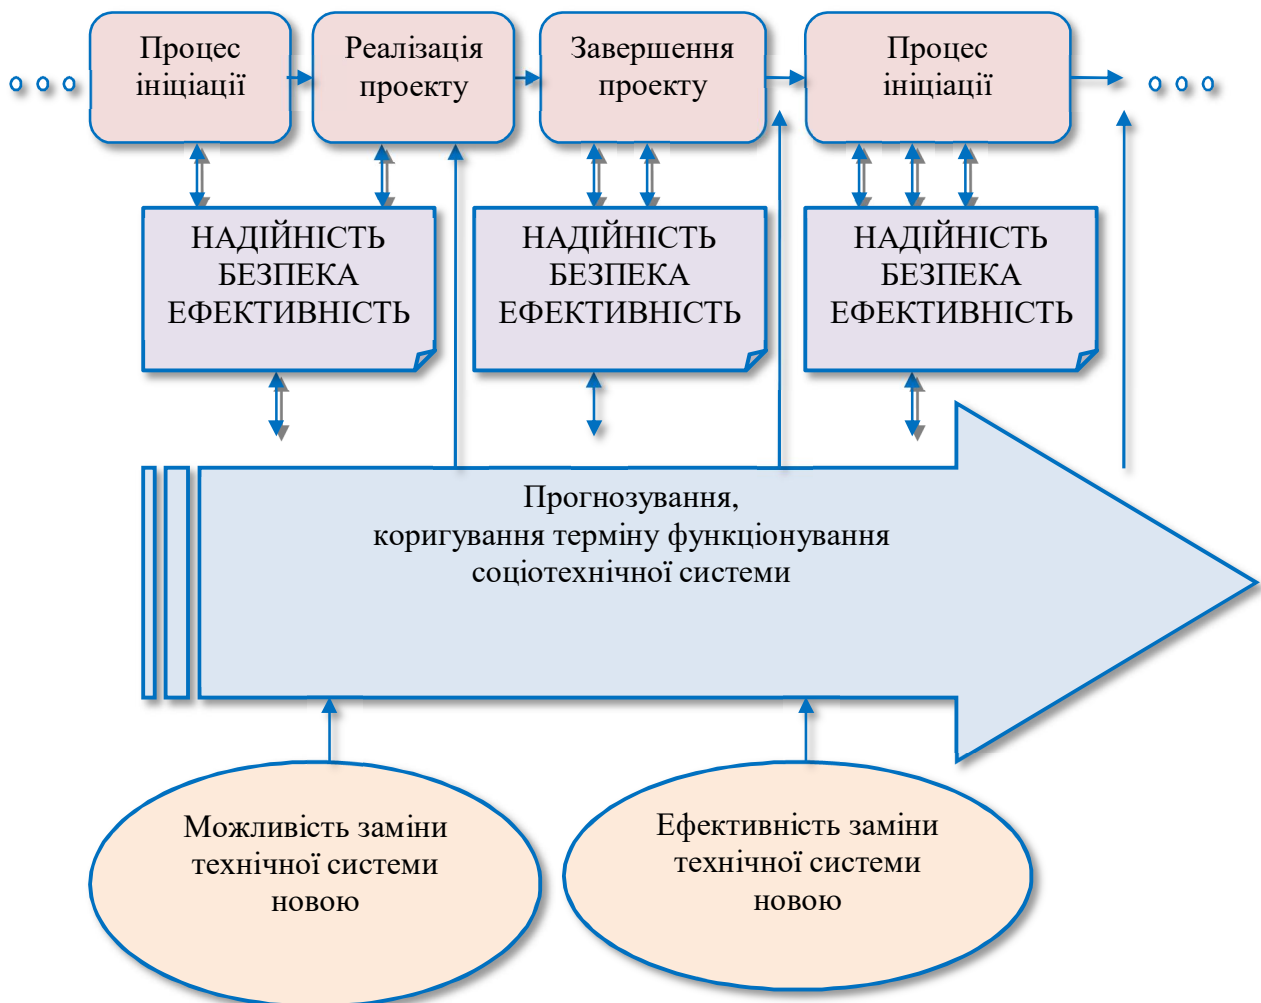 Процес
ініціації
Реалізація
проекту
Завершення
проекту
Процес
ініціації
НАДІЙНІСТЬ
БЕЗПЕКА
ЕФЕКТИВНІСТЬ
НАДІЙНІСТЬ
БЕЗПЕКА
ЕФЕКТИВНІСТЬ
НАДІЙНІСТЬ
БЕЗПЕКА
ЕФЕКТИВНІСТЬ
Прогнозування,
коригування терміну функціонування
соціотехнічної системи
Можливість заміни
технічної системи
новою
Ефективність заміни
технічної системи
новою